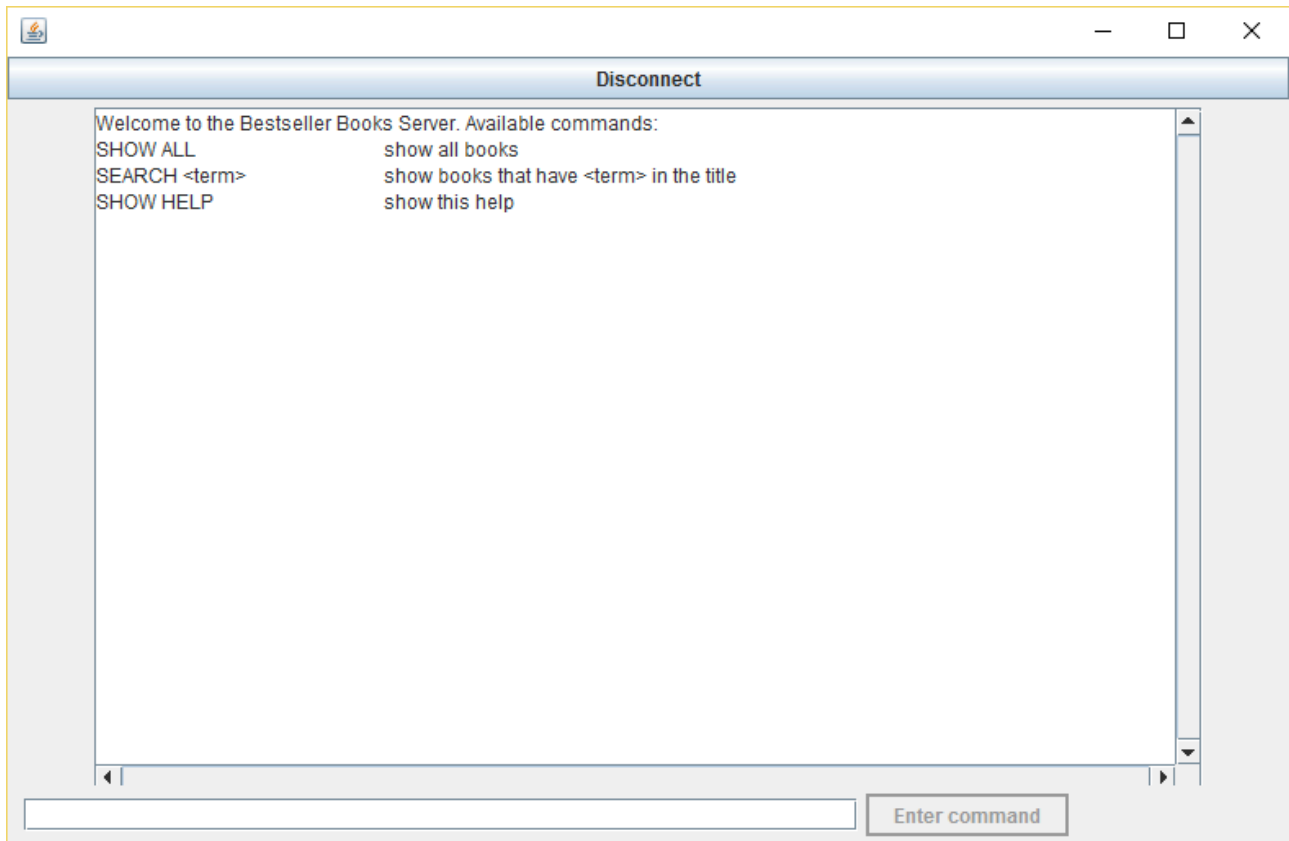 Disconnect
Welcome to the Bestseller Books Server. Available commands:
SHOW ALL show all books
SEARCH <term> show books that have <term> in the title
SHOW HELP show this help
Enter command